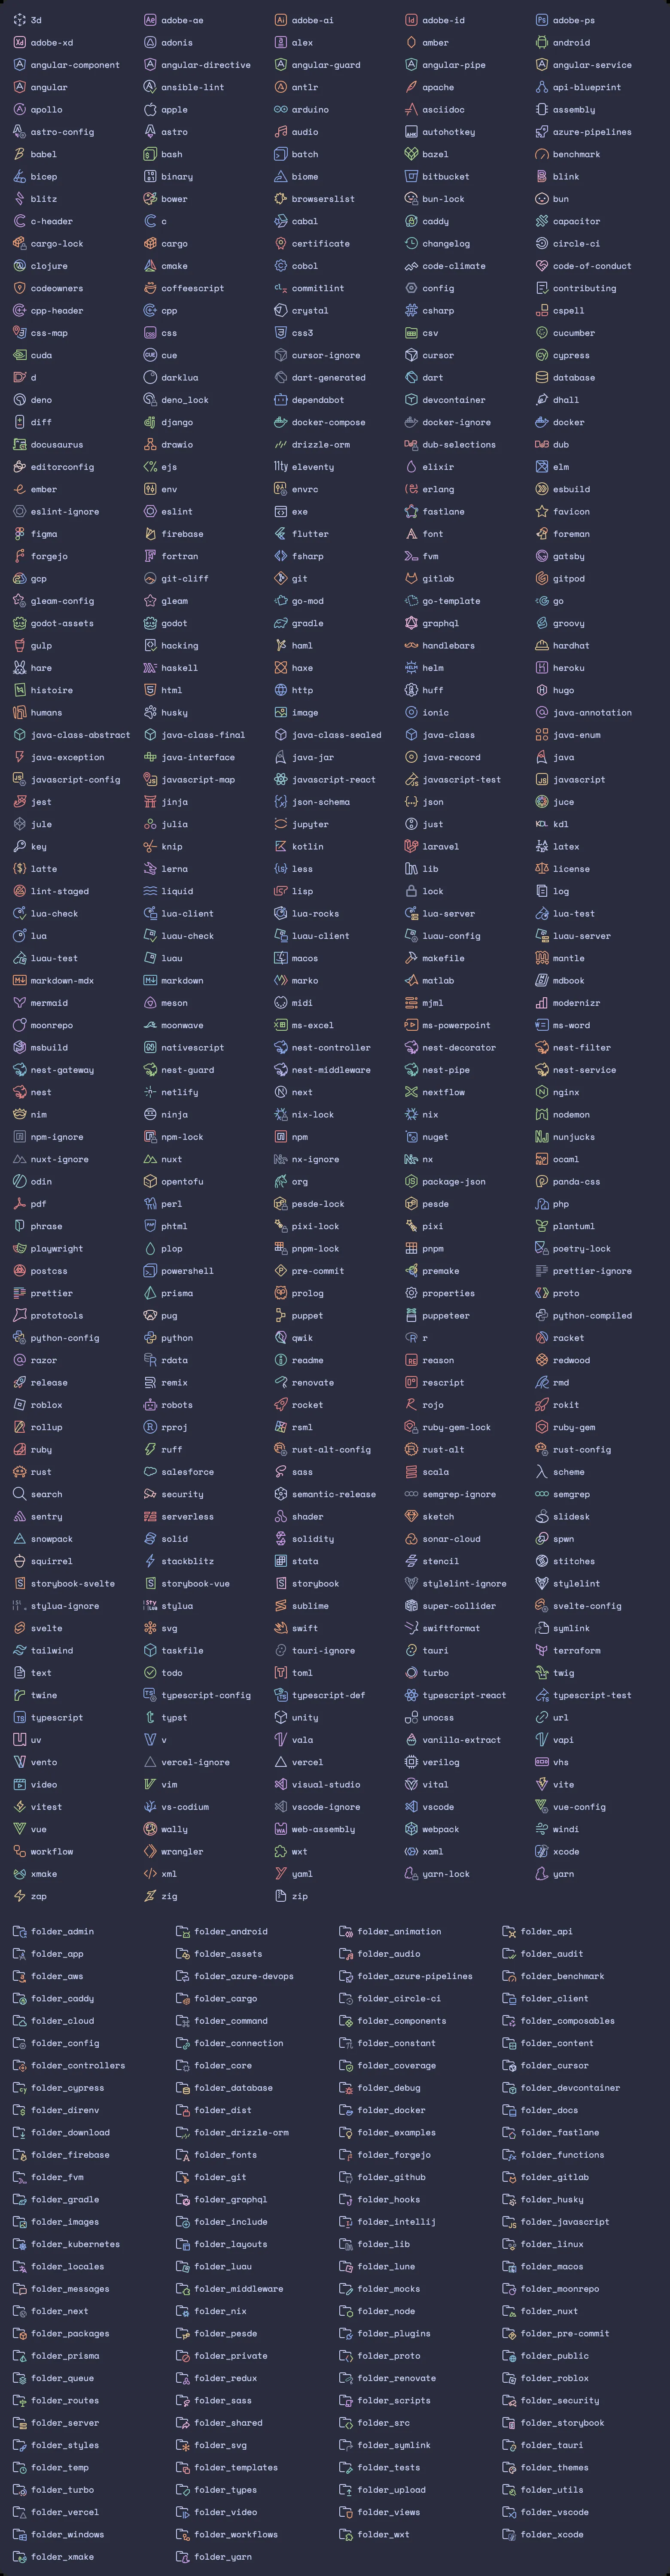 3d adobe-ae adobe-ai adobe-id adobe-ps
adobe-xd adonis alex amber android
angular-component angular-directive angular-guard angular-pipe angular-service
angular ansible-lint antlr apache api-blueprint
apollo apple arduino asciidoc assembly
astro-config astro audio autohotkey azure-pipelines
babel bash batch bazel benchmark
bicep binary biome bitbucket blink
blitz bower browserslist bun-lock bun
c-header c cabal caddy capacitor
cargo-lock cargo certificate changelog circle-ci
clojure cmake cobol code-climate code-of-conduct
codeowners coffeescript commitlint config contributing
cpp-header cpp crystal csharp cspell
css-map css css3 csv cucumber
cuda cue cursor-ignore cursor cypress
d darklua dart-generated dart database
deno deno_lock dependabot devcontainer dhall
diff django docker-compose docker-ignore docker
docusaurus drawio drizzle-orm dub-selections dub
editorconfig ejs eleventy elixir elm
ember env envrc erlang esbuild
eslint-ignore eslint exe fastlane favicon
figma firebase flutter font foreman
forgejo fortran fsharp fvm gatsby
gcp git-cliff git gitlab gitpod
gleam-config gleam go-mod go-template go
godot-assets godot gradle graphql groovy
gulp hacking haml handlebars hardhat
hare haskell haxe helm heroku
histoire html http huff hugo
humans husky image ionic java-annotation
java-class-abstract java-class-final java-class-sealed java-class java-enum
java-exception java-interface java-jar java-record java
javascript-config javascript-map javascript-react javascript-test javascript
jest jinja json-schema json juce
jule julia jupyter just kdl
key knip kotlin laravel latex
latte lerna less lib license
lint-staged liquid lisp lock log
lua-check lua-client lua-rocks lua-server lua-test
lua luau-check luau-client luau-config luau-server
luau-test luau macos makefile mantle
markdown-mdx markdown marko matlab mdbook
mermaid meson midi mjml modernizr
moonrepo moonwave ms-excel ms-powerpoint ms-word
msbuild nativescript nest-controller nest-decorator nest-filter
nest-gateway nest-guard nest-middleware nest-pipe nest-service
nest netlify next nextflow nginx
nim ninja nix-lock nix nodemon
npm-ignore npm-lock npm nuget nunjucks
nuxt-ignore nuxt nx-ignore nx ocaml
odin opentofu org package-json panda-css
pdf perl pesde-lock pesde php
phrase phtml pixi-lock pixi plantuml
playwright plop pnpm-lock pnpm poetry-lock
postcss powershell pre-commit premake prettier-ignore
prettier prisma prolog properties proto
prototools pug puppet puppeteer python-compiled
python-config python qwik r racket
razor rdata readme reason redwood
release remix renovate rescript rmd
roblox robots rocket rojo rokit
rollup rproj rsml ruby-gem-lock ruby-gem
ruby ruff rust-alt-config rust-alt rust-config
rust salesforce sass scala scheme
search security semantic-release semgrep-ignore semgrep
sentry serverless shader sketch slidesk
snowpack solid solidity sonar-cloud spwn
squirrel stackblitz stata stencil stitches
storybook-svelte storybook-vue storybook stylelint-ignore stylelint
stylua-ignore stylua sublime super-collider svelte-config
svelte svg swift swiftformat symlink
tailwind taskfile tauri-ignore tauri terraform
text todo toml turbo twig
twine typescript-config typescript-def typescript-react typescript-test
typescript typst unity unocss url
uv v vala vanilla-extract vapi
vento vercel-ignore vercel verilog vhs
video vim visual-studio vital vite
vitest vs-codium vscode-ignore vscode vue-config
vue wally web-assembly webpack windi
workflow wrangler wxt xaml xcode
xmake xml yaml yarn-lock yarn
zap zig zip
folder_admin folder_android folder_animation folder_api
folder_app folder_assets folder_audio folder_audit
folder_aws folder_azure-devops folder_azure-pipelines folder_benchmark
folder_caddy folder_cargo folder_circle-ci folder_client
folder_cloud folder_command folder_components folder_composables
folder_config folder_connection folder_constant folder_content
folder_controllers folder_core folder_coverage folder_cursor
folder_cypress folder_database folder_debug folder_devcontainer
folder_direnv folder_dist folder_docker folder_docs
folder_download folder_drizzle-orm folder_examples folder_fastlane
folder_firebase folder_fonts folder_forgejo folder_functions
folder_fvm folder_git folder_github folder_gitlab
folder_gradle folder_graphql folder_hooks folder_husky
folder_images folder_include folder_intellij folder_javascript
folder_kubernetes folder_layouts folder_lib folder_linux
folder_locales folder_luau folder_lune folder_macos
folder_messages folder_middleware folder_mocks folder_moonrepo
folder_next folder_nix folder_node folder_nuxt
folder_packages folder_pesde folder_plugins folder_pre-commit
folder_prisma folder_private folder_proto folder_public
folder_queue folder_redux folder_renovate folder_roblox
folder_routes folder_sass folder_scripts folder_security
folder_server folder_shared folder_src folder_storybook
folder_styles folder_svg folder_symlink folder_tauri
folder_temp folder_templates folder_tests folder_themes
folder_turbo folder_types folder_upload folder_utils
folder_vercel folder_video folder_views folder_vscode
folder_windows folder_workflows folder_wxt folder_xcode
folder_xmake folder_yarn